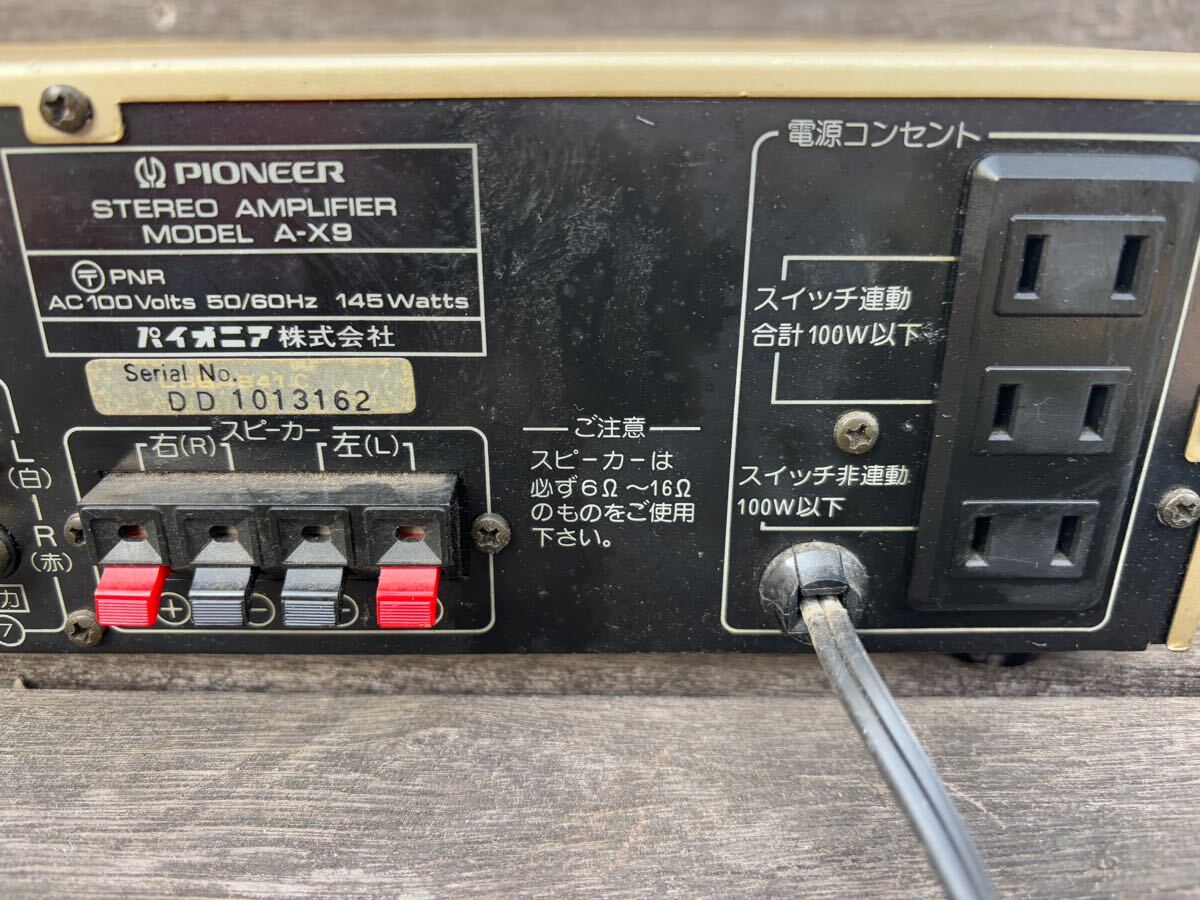 PIONEER
STEREO AMPLIFIER
MODEL A-X9
〒 PNR
AC 100 Volts 50/60Hz 145 Watts
パイオニア株式会社
Serial No.
DD 1013162
スピーカー
右(R) 左(L)
+ −
L
(白)
R
(赤)
力
7
ご注意
スピーカーは
必ず6Ω〜16Ω
のものをご使用
下さい。
電源コンセント
スイッチ連動
合計100W以下
スイッチ非連動
100W以下